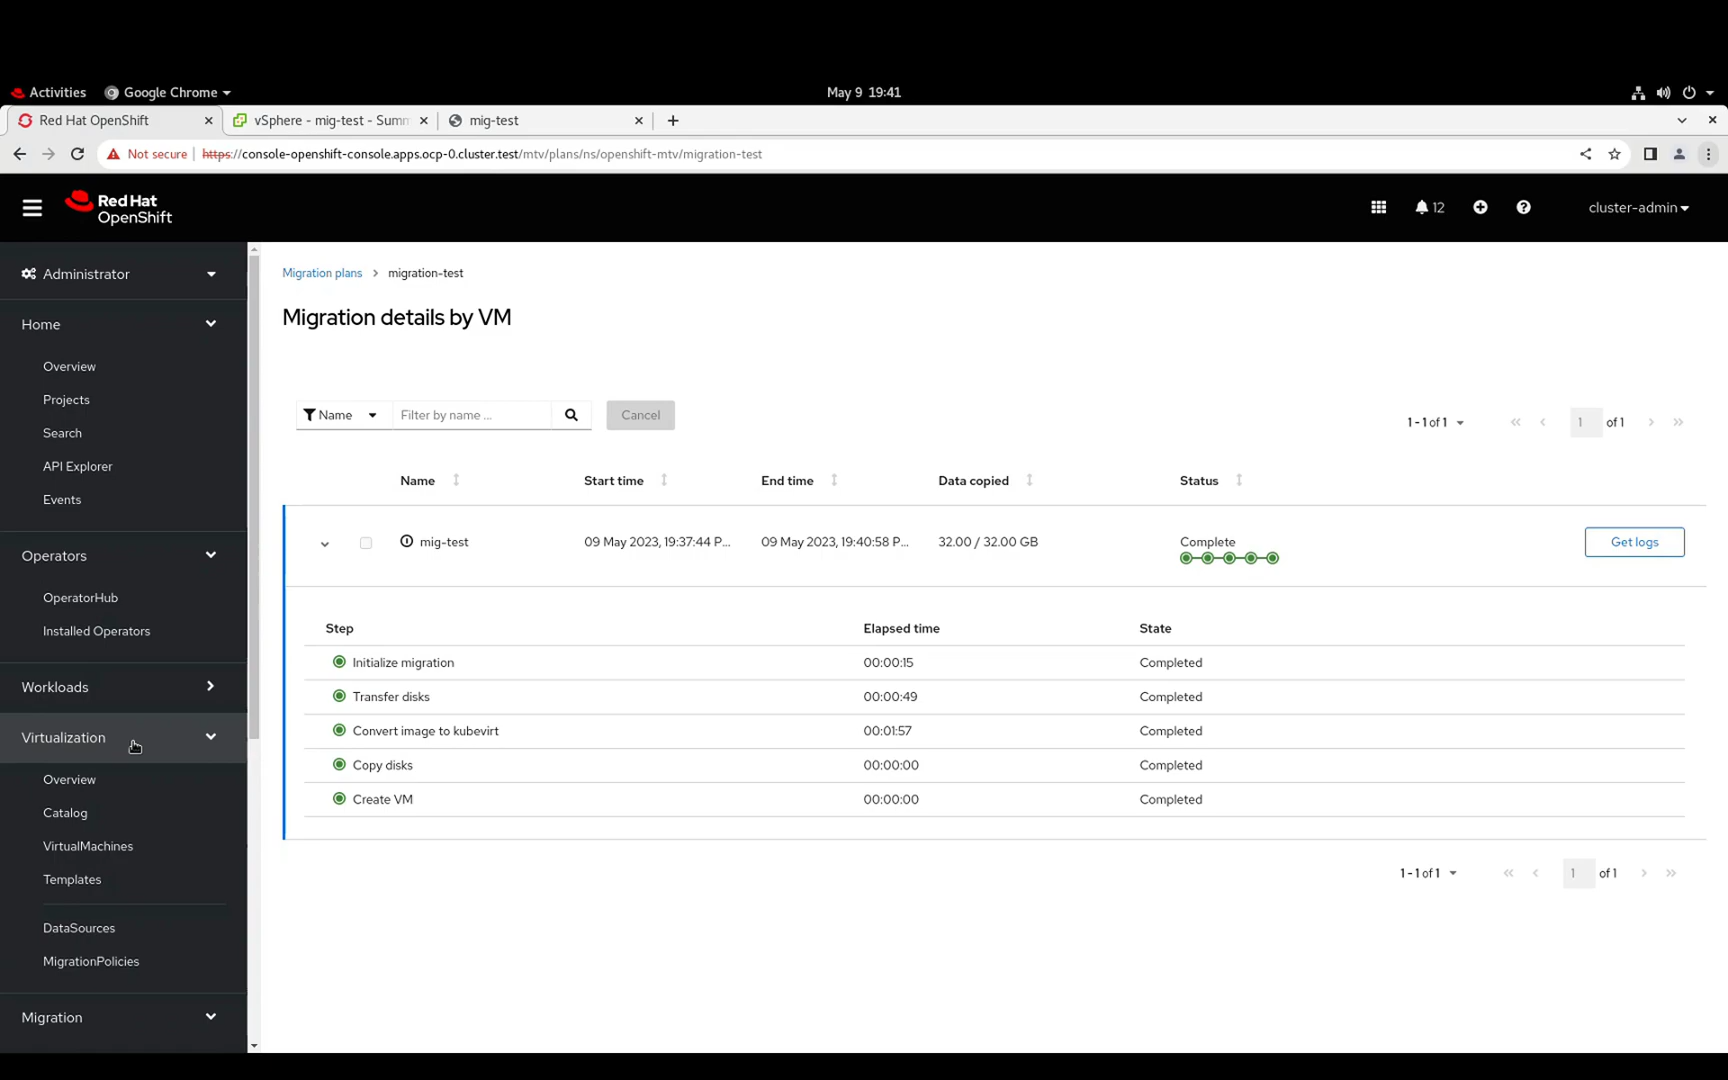 Activities Google Chrome May 9 19:41
Red Hat OpenShift vSphere - mig-test - Summ mig-test
Not secure https://console-openshift-console.apps.ocp-0.cluster.test/mtv/plans/ns/openshift-mtv/migration-test
Red Hat
OpenShift
12 cluster-admin
Administrator
Home
Overview
Projects
Search
API Explorer
Events
Operators
OperatorHub
Installed Operators
Workloads
Virtualization
Overview
Catalog
VirtualMachines
Templates
DataSources
MigrationPolicies
Migration
Migration plans > migration-test
Migration details by VM
Name Filter by name ... Cancel 1 - 1 of 1 1 of 1
Name Start time End time Data copied Status
mig-test 09 May 2023, 19:37:44 P... 09 May 2023, 19:40:58 P... 32.00 / 32.00 GB Complete Get logs
Step Elapsed time State
Initialize migration 00:00:15 Completed
Transfer disks 00:00:49 Completed
Convert image to kubevirt 00:01:57 Completed
Copy disks 00:00:00 Completed
Create VM 00:00:00 Completed
1 - 1 of 1 1 of 1